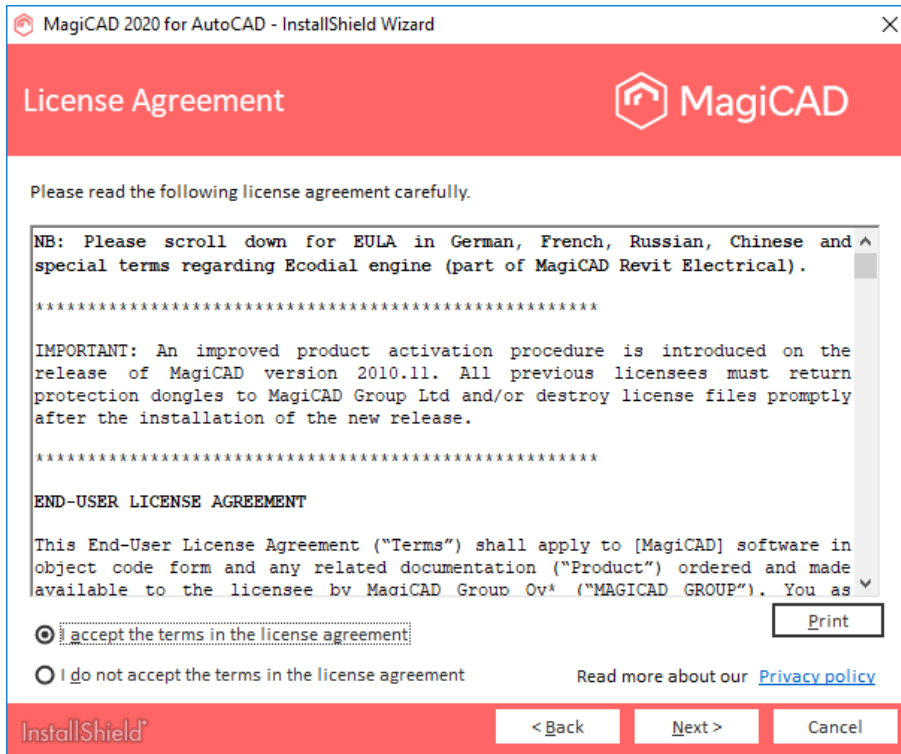 MagiCAD 2020 for AutoCAD - InstallShield Wizard
License Agreement
MagiCAD
Please read the following license agreement carefully.
NB: Please scroll down for EULA in German, French, Russian, Chinese and
special terms regarding Ecodial engine (part of MagiCAD Revit Electrical).
******************************************************
IMPORTANT: An improved product activation procedure is introduced on the
release of MagiCAD version 2010.11. All previous licensees must return
protection dongles to MagiCAD Group Ltd and/or destroy license files promptly
after the installation of the new release.
******************************************************
END-USER LICENSE AGREEMENT
This End-User License Agreement (“Terms”) shall apply to [MagiCAD] software in
object code form and any related documentation (“Product”) ordered and made
available to the licensee by MagiCAD Group Oy* (“MAGICAD GROUP”). You as
Print
I accept the terms in the license agreement
I do not accept the terms in the license agreement
Read more about our Privacy policy
InstallShield
< Back
Next >
Cancel